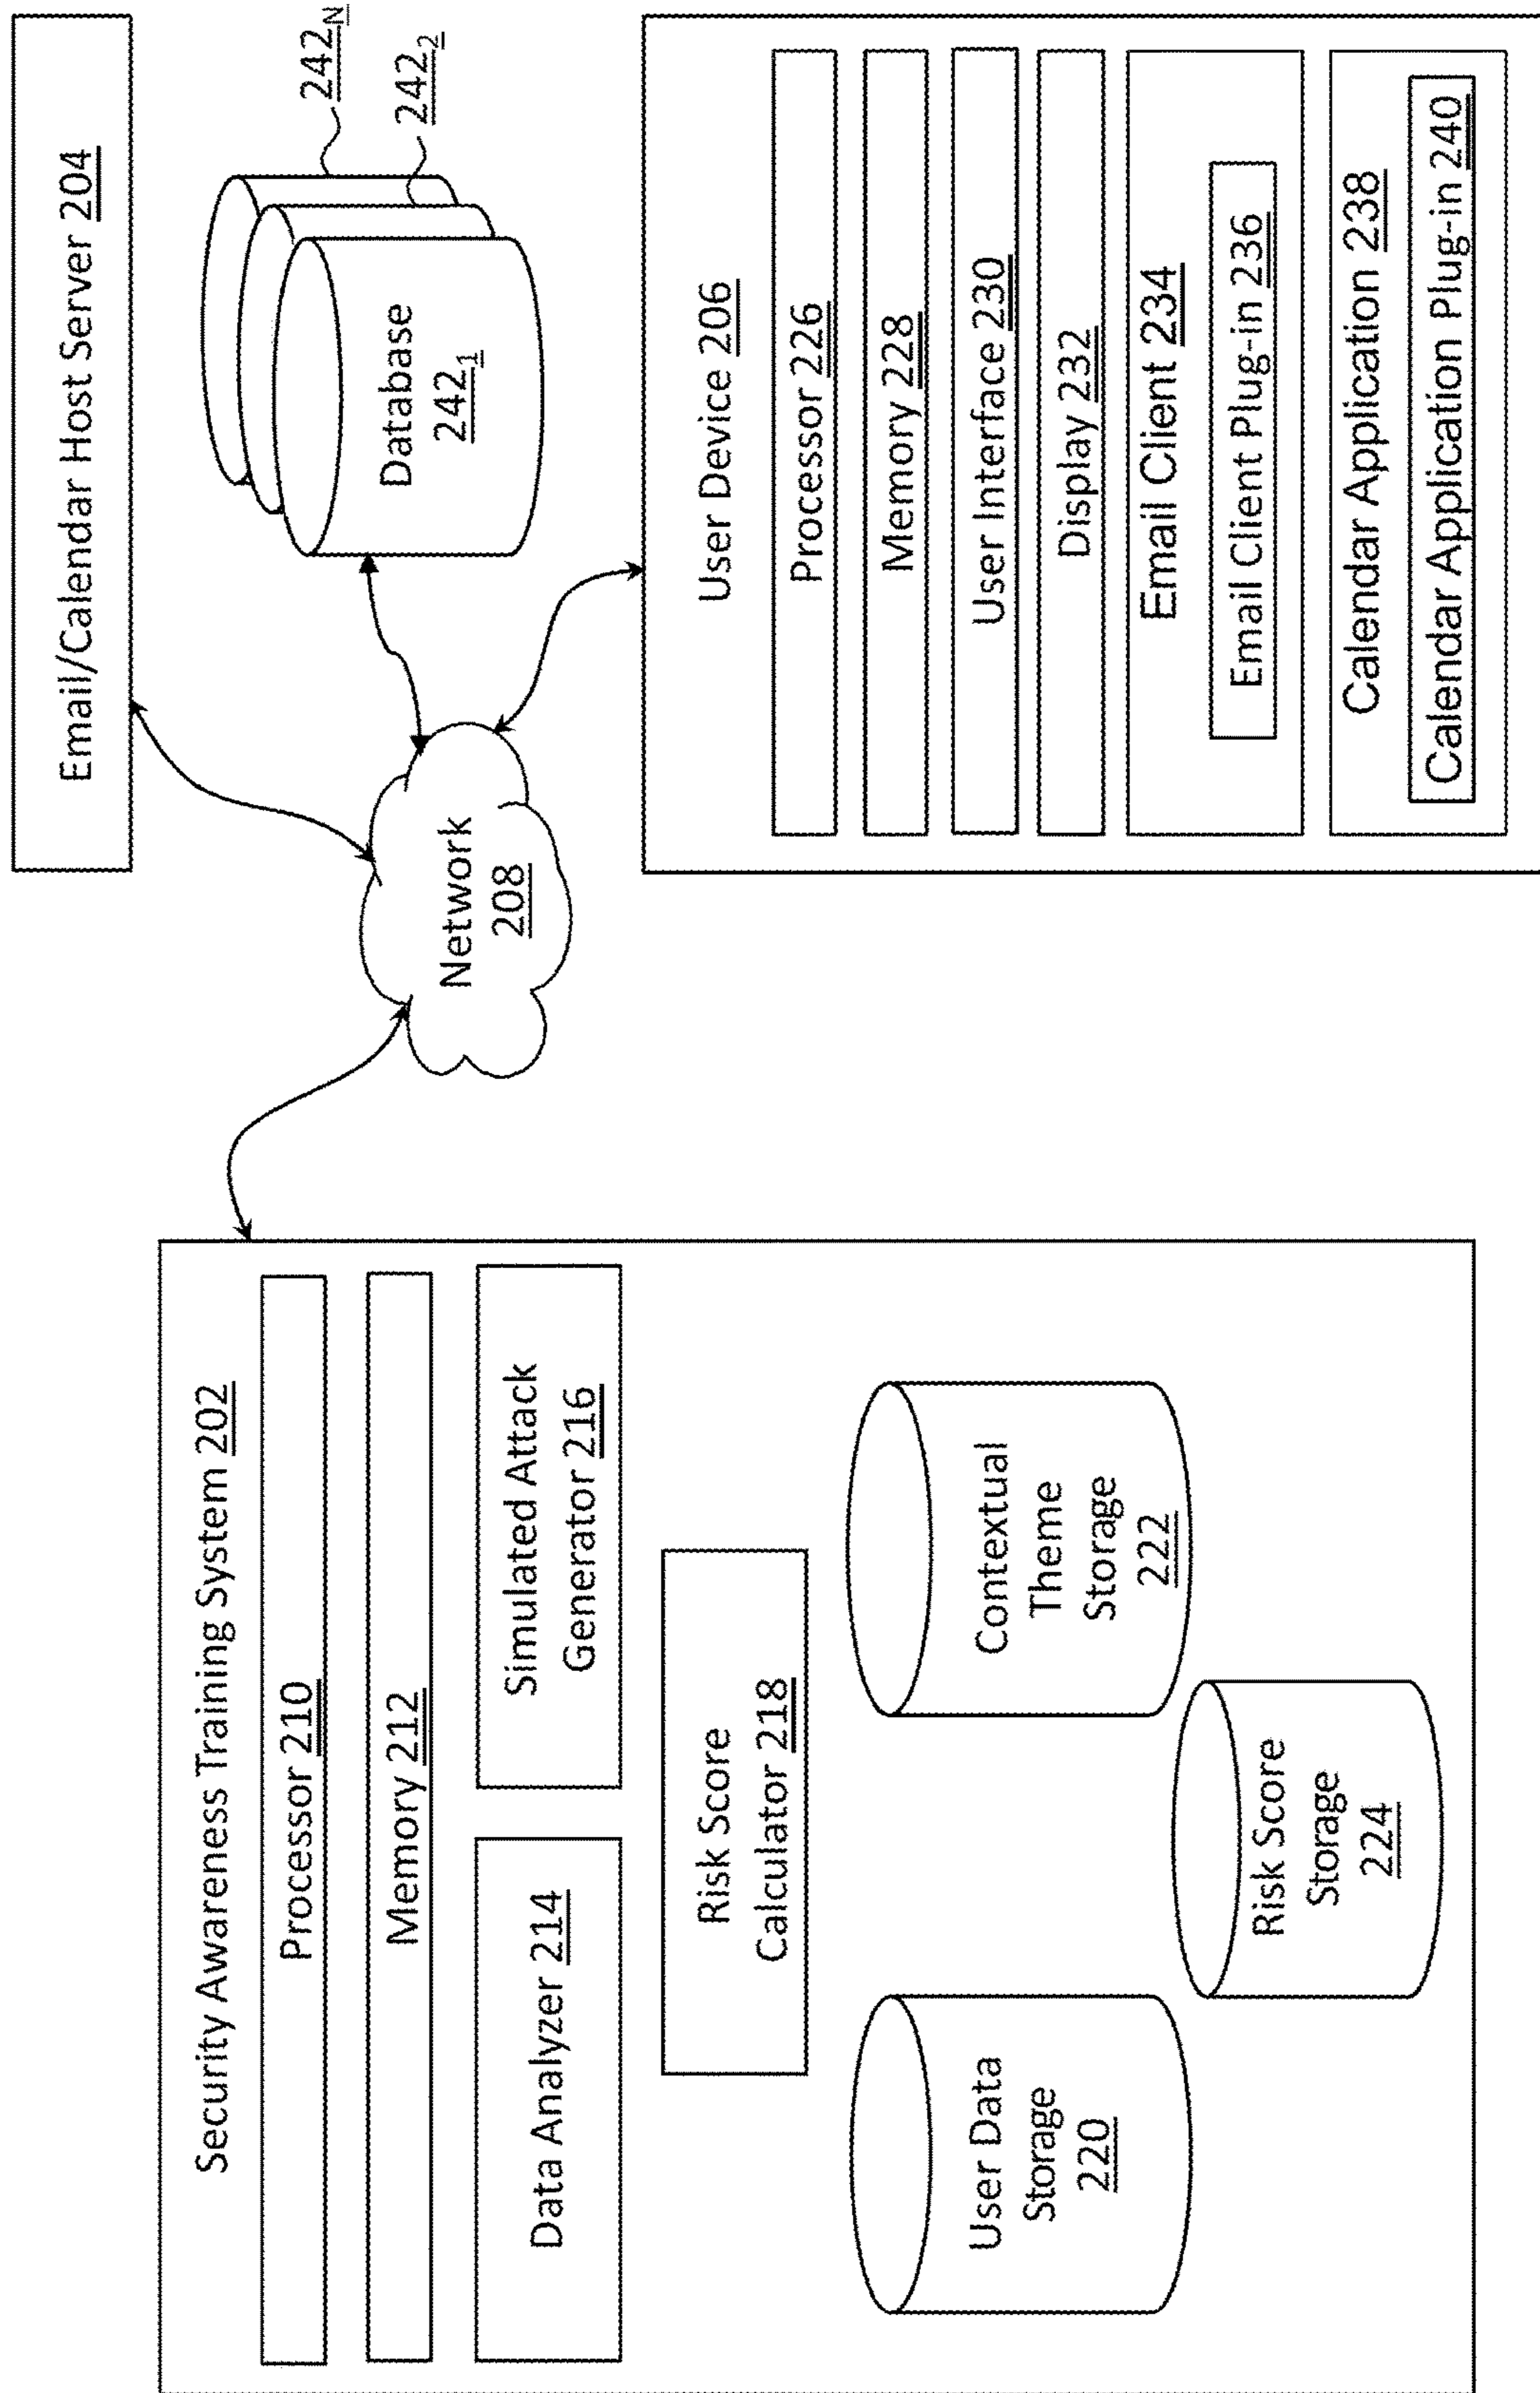 Security Awareness Training System 202
Processor 210
Memory 212
Data Analyzer 214
Simulated Attack
Generator 216
Risk Score
Calculator 218
User Data
Storage
220
Contextual
Theme
Storage
222
Risk Score
Storage
224
Network
208
Email/Calendar Host Server 204
Database
242₁
242₂
242N
User Device 206
Processor 226
Memory 228
User Interface 230
Display 232
Email Client 234
Email Client Plug-in 236
Calendar Application 238
Calendar Application Plug-in 240